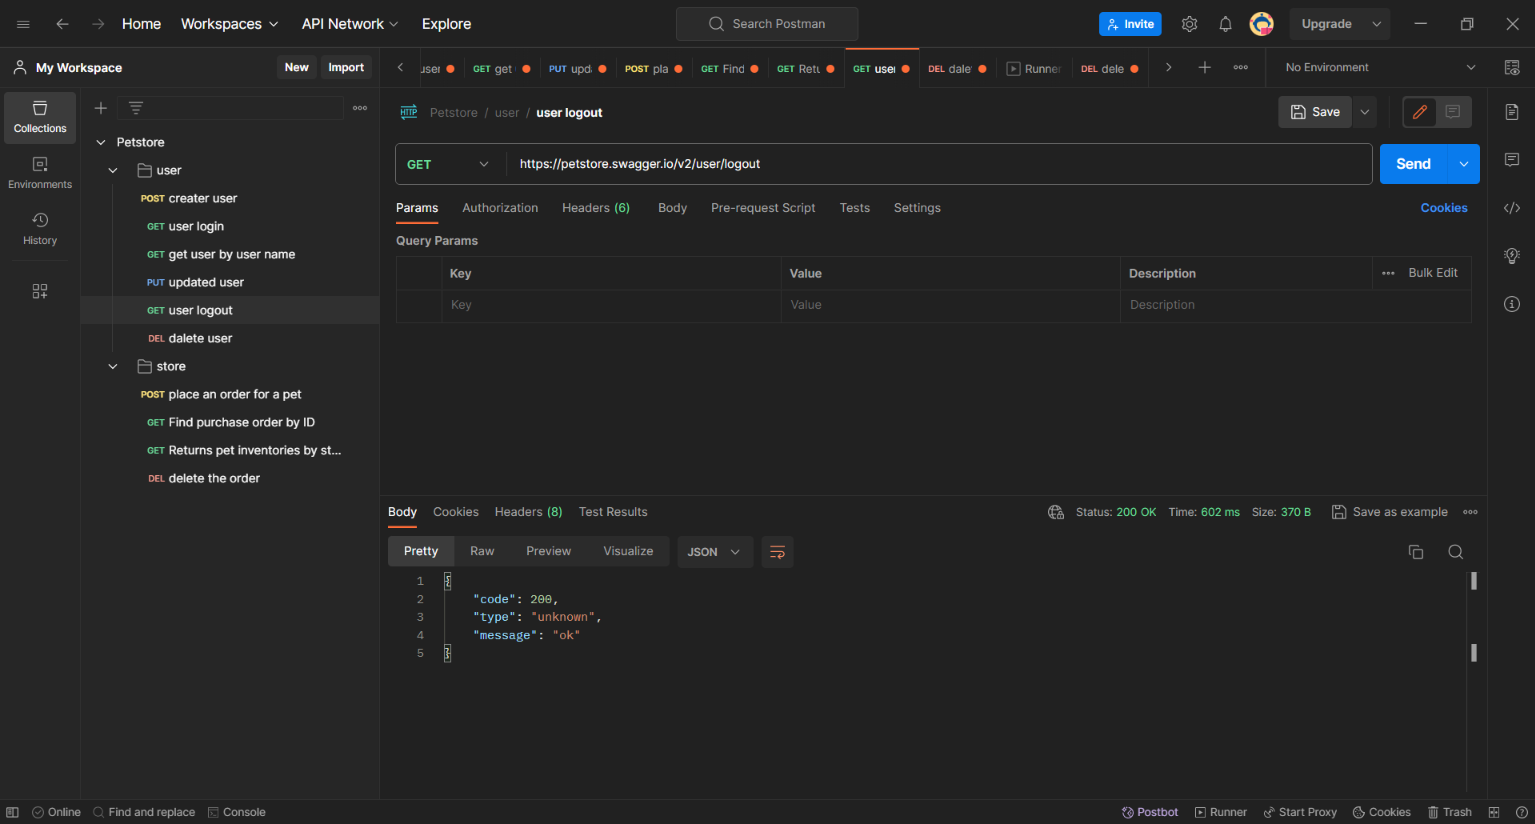 Home Workspaces API Network Explore Search Postman Invite Upgrade
My Workspace New Import user GET get PUT upd POST pla GET Find GET Retu GET user DEL dale Runner DEL dele No Environment
Collections
Environments
History
Petstore
user
POST creater user
GET user login
GET get user by user name
PUT updated user
GET user logout
DEL dalete user
store
POST place an order for a pet
GET Find purchase order by ID
GET Returns pet inventories by st...
DEL delete the order
HTTP Petstore / user / user logout Save
GET https://petstore.swagger.io/v2/user/logout Send
Params Authorization Headers (6) Body Pre-request Script Tests Settings Cookies
Query Params
Key Value Description Bulk Edit
Key Value Description
Body Cookies Headers (8) Test Results Status: 200 OK Time: 602 ms Size: 370 B Save as example
Pretty Raw Preview Visualize JSON
1 {
2 "code": 200,
3 "type": "unknown",
4 "message": "ok"
5 }
Online Find and replace Console Postbot Runner Start Proxy Cookies Trash